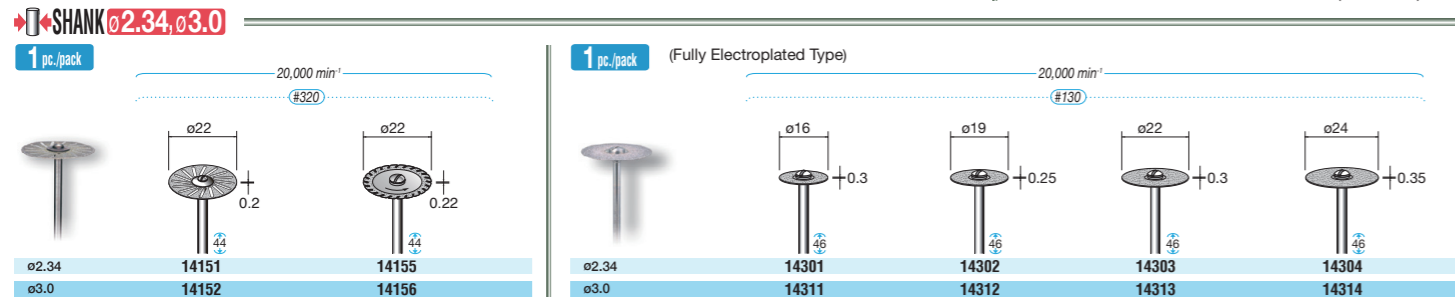 SHANK ø2.34, ø3.0
1 pc./pack
20,000 min-1
#320
ø22 ø22
0.2 0.22
44 44
ø2.34 14151 14155
ø3.0 14152 14156
1 pc./pack (Fully Electroplated Type)
20,000 min-1
#130
ø16 ø19 ø22 ø24
0.3 0.25 0.3 0.35
46 46 46 46
ø2.34 14301 14302 14303 14304
ø3.0 14311 14312 14313 14314